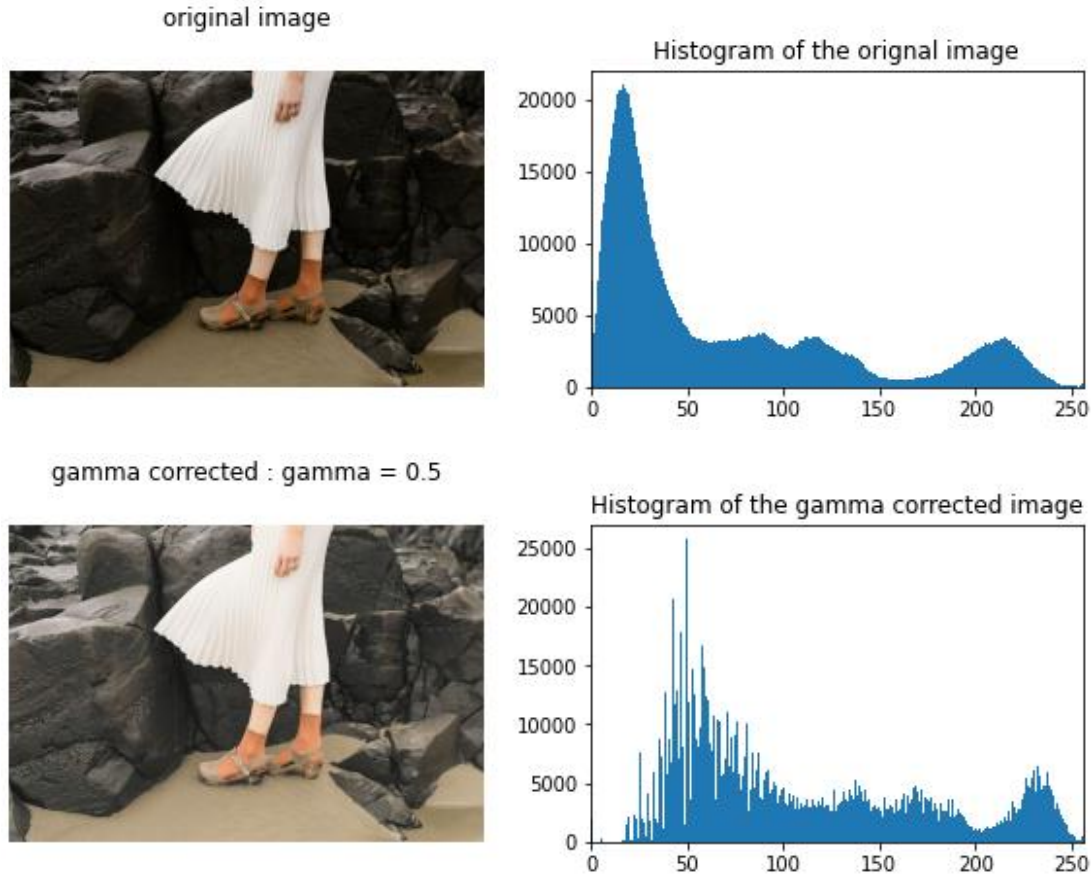 original image
Histogram of the orignal image
20000
15000
10000
5000
0
0 50 100 150 200 250
gamma corrected : gamma = 0.5
Histogram of the gamma corrected image
25000
20000
15000
10000
5000
0
0 50 100 150 200 250